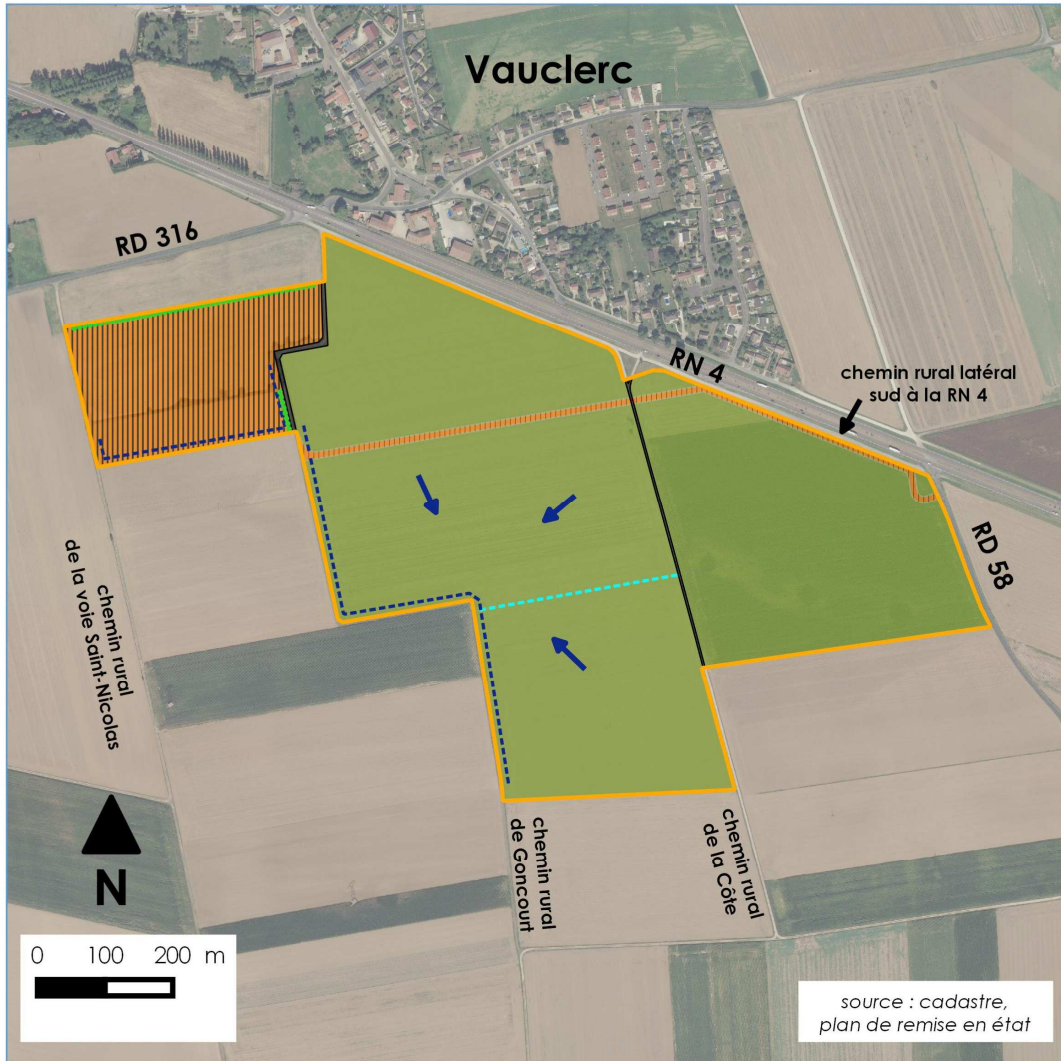 Vauclerc
RD 316
RN 4
chemin rural latéral
sud à la RN 4
RD 58
chemin rural
de la voie Saint-Nicolas
chemin rural
de Goncourt
chemin rural
de la Côte
N
0 100 200 m
source : cadastre,
plan de remise en état